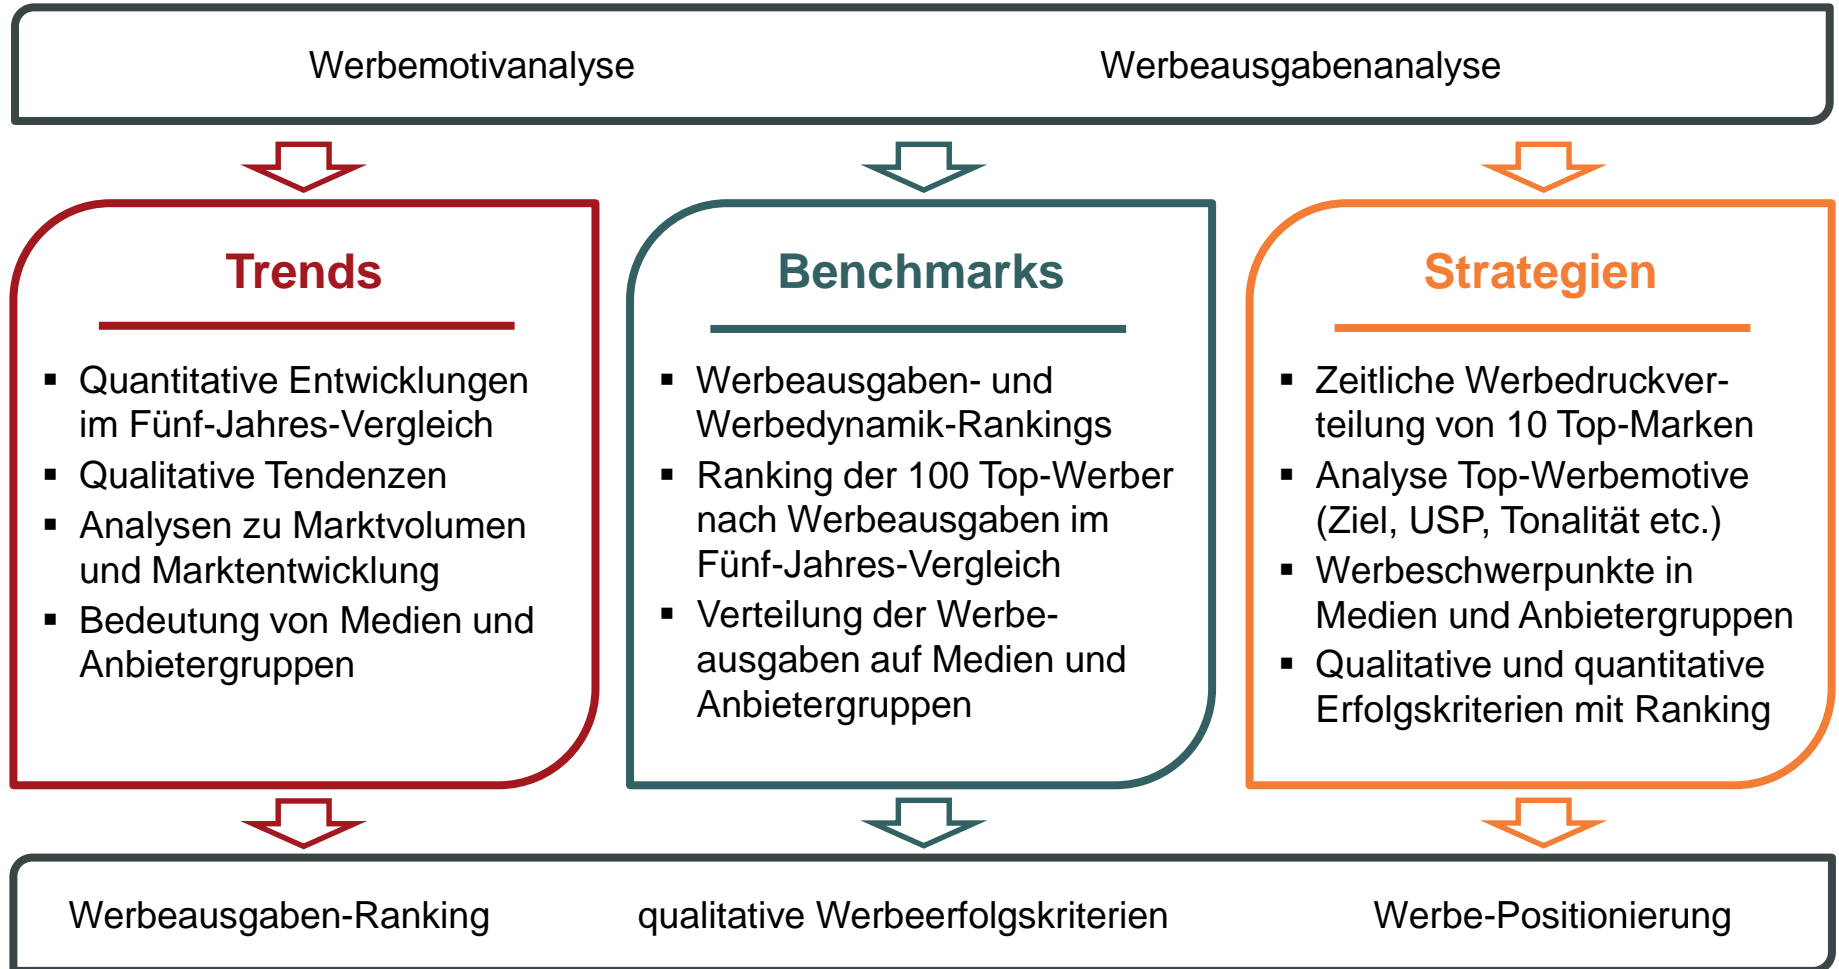 Werbemotivanalyse
Werbeausgabenanalyse
Trends
▪ Quantitative Entwicklungen
im Fünf-Jahres-Vergleich
▪ Qualitative Tendenzen
▪ Analysen zu Marktvolumen
und Marktentwicklung
▪ Bedeutung von Medien und
Anbietergruppen
Benchmarks
▪ Werbeausgaben- und
Werbedynamik-Rankings
▪ Ranking der 100 Top-Werber
nach Werbeausgaben im
Fünf-Jahres-Vergleich
▪ Verteilung der Werbe-
ausgaben auf Medien und
Anbietergruppen
Strategien
▪ Zeitliche Werbedruckver-
teilung von 10 Top-Marken
▪ Analyse Top-Werbemotive
(Ziel, USP, Tonalität etc.)
▪ Werbeschwerpunkte in
Medien und Anbietergruppen
▪ Qualitative und quantitative
Erfolgskriterien mit Ranking
Werbeausgaben-Ranking
qualitative Werbeerfolgskriterien
Werbe-Positionierung